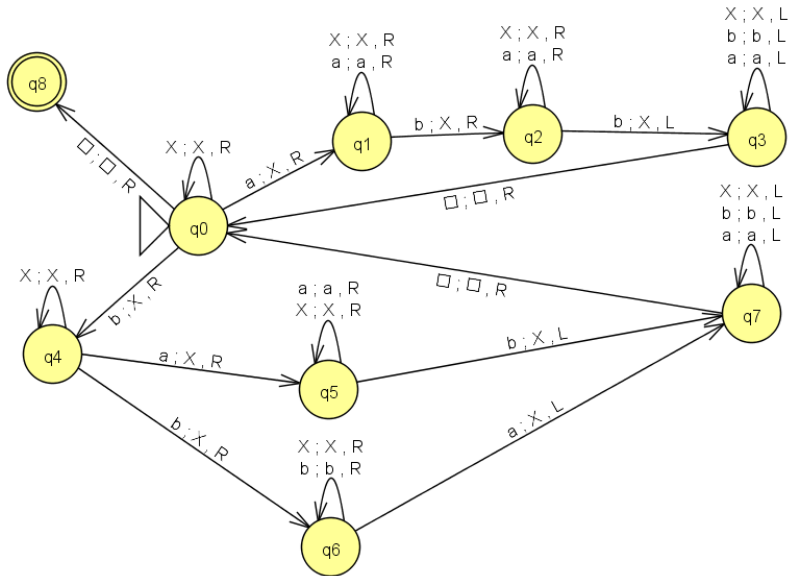 X ; X , L
b ; b , L
a ; a , L
X ; X , R
a ; a , R
X ; X , R
a ; a , R
q8
q1
b ; X , R
q2
b ; X , L
q3
□ ; □ , R
X ; X , R
a ; X , R
□ ; □ , R
q0
X ; X , L
b ; b , L
a ; a , L
X ; X , R
b ; X , R
a ; a , R
X ; X , R
□ ; □ , R
q7
q4
a ; X , R
q5
b ; X , L
b ; X , R
X ; X , R
b ; b , R
a ; X , L
q6